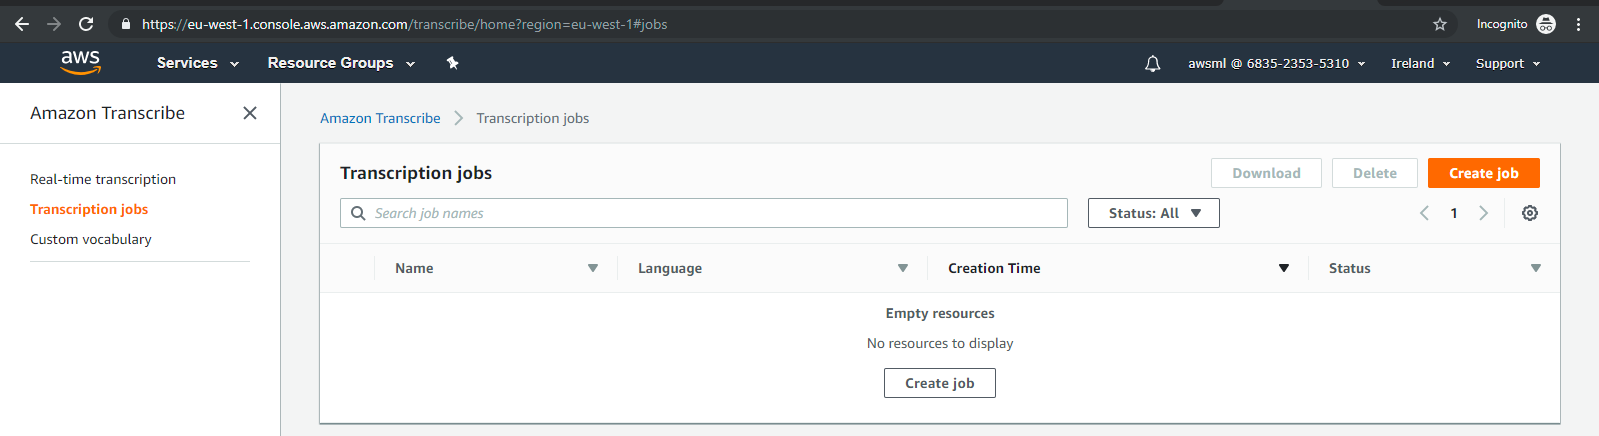 https://eu-west-1.console.aws.amazon.com/transcribe/home?region=eu-west-1#jobs
Incognito
aws
Services
Resource Groups
awsml @ 6835-2353-5310
Ireland
Support
Amazon Transcribe
Real-time transcription
Transcription jobs
Custom vocabulary
Amazon Transcribe
Transcription jobs
Transcription jobs
Download
Delete
Create job
Search job names
Status: All
1
Name
Language
Creation Time
Status
Empty resources
No resources to display
Create job